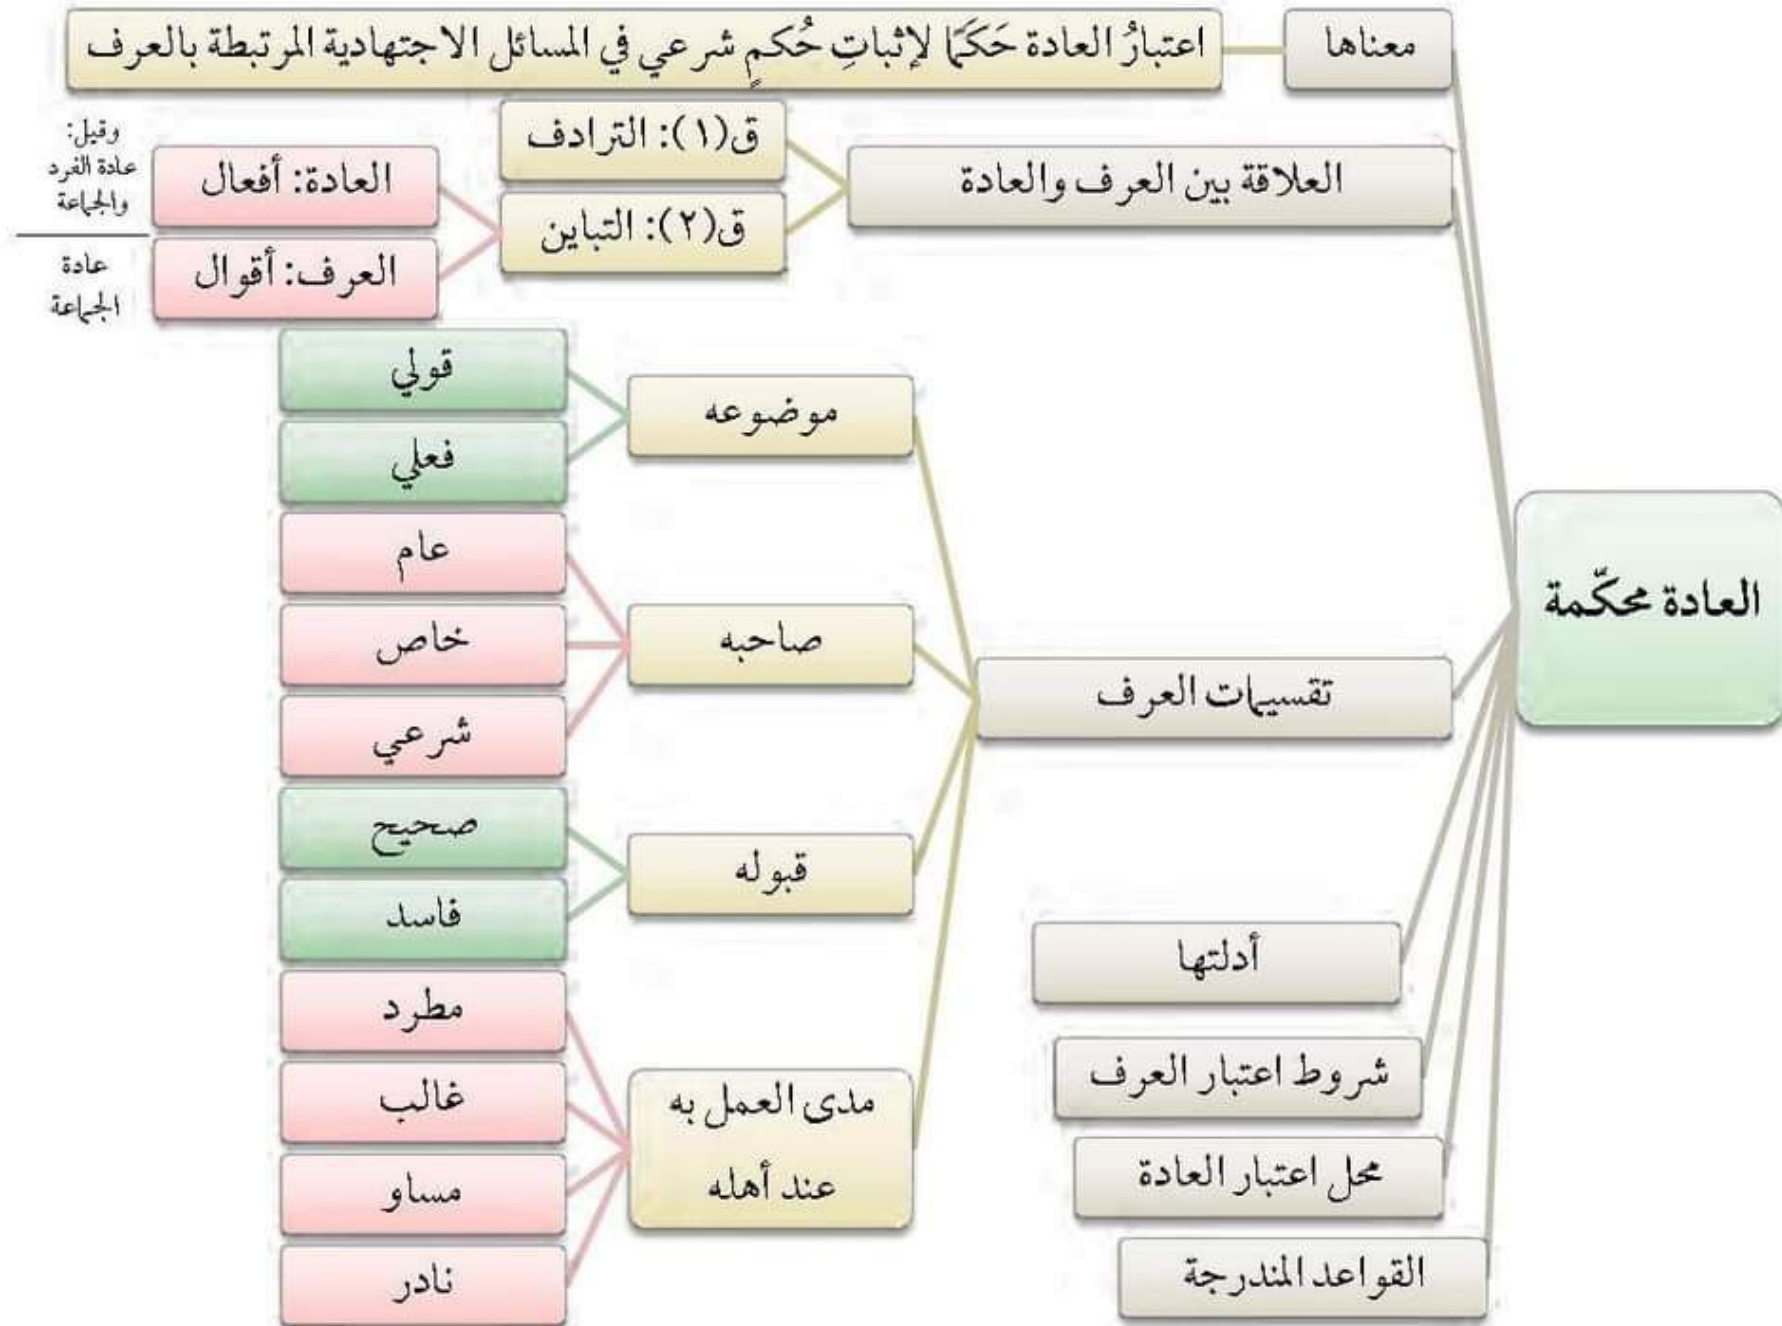 العادة محكّمة
معناها
اعتبارُ العادة حَكَمًا لإثباتِ حُكمٍ شرعي في المسائل الاجتهادية المرتبطة بالعرف
العلاقة بين العرف والعادة
ق(١): الترادف
ق(٢): التباين
العادة: أفعال
العرف: أقوال
وقيل:
عادة الفرد
والجماعة
عادة
الجماعة
تقسيمات العرف
موضوعه
قولي
فعلي
صاحبه
عام
خاص
شرعي
قبوله
صحيح
فاسد
مدى العمل به
عند أهله
مطرد
غالب
مساو
نادر
أدلتها
شروط اعتبار العرف
محل اعتبار العادة
القواعد المندرجة